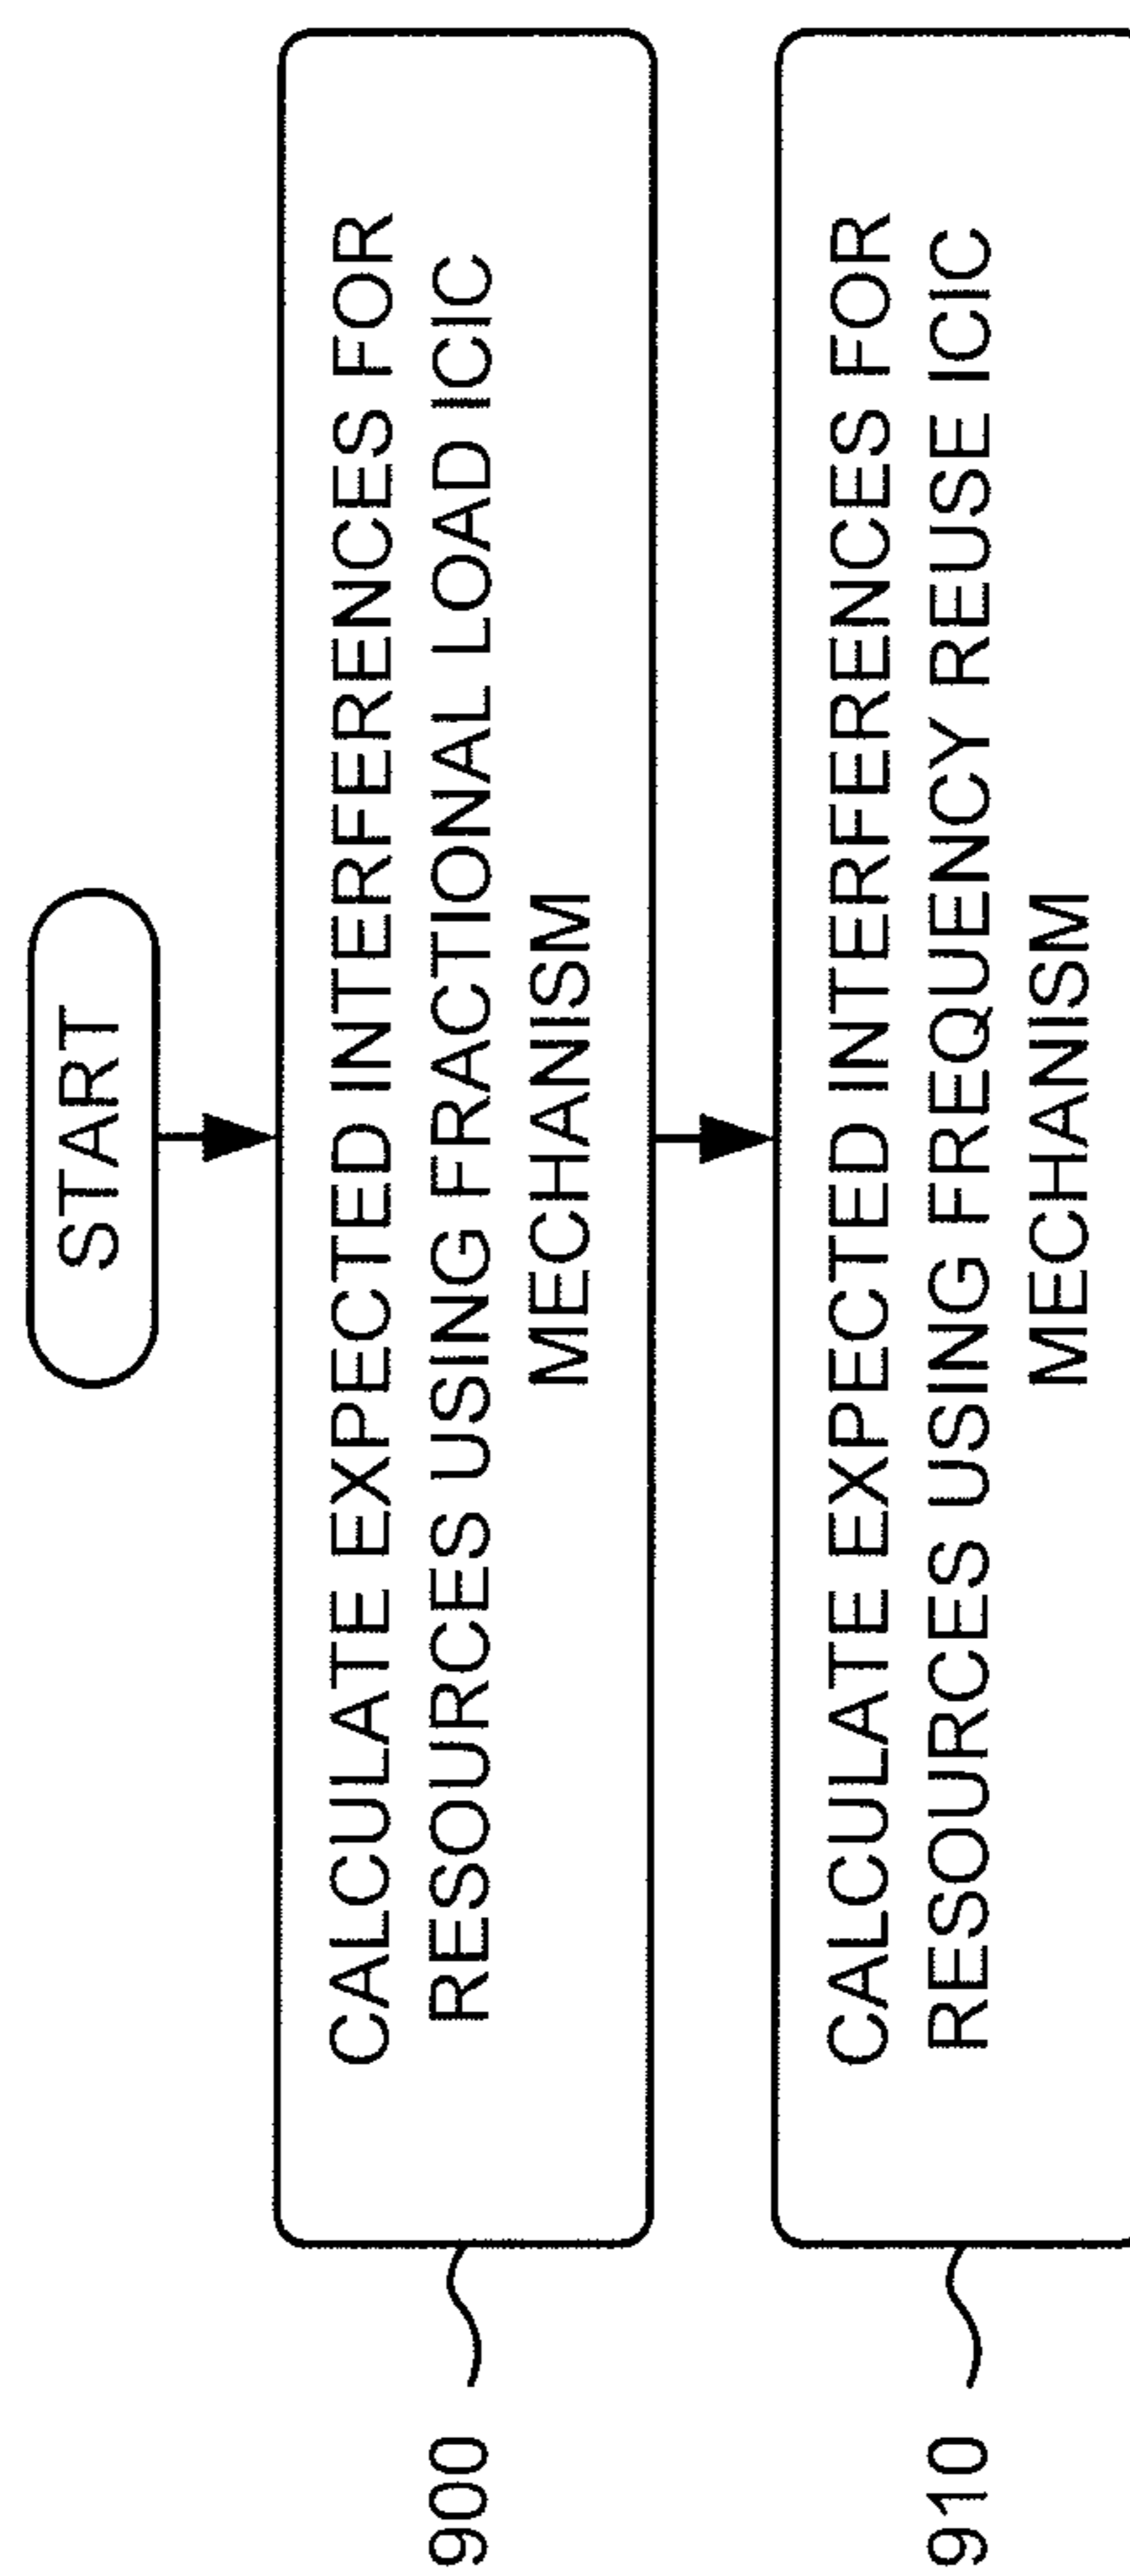 START
CALCULATE EXPECTED INTERFERENCES FOR
RESOURCES USING FRACTIONAL LOAD ICIC
MECHANISM
900
CALCULATE EXPECTED INTERFERENCES FOR
RESOURCES USING FREQUENCY REUSE ICIC
MECHANISM
910